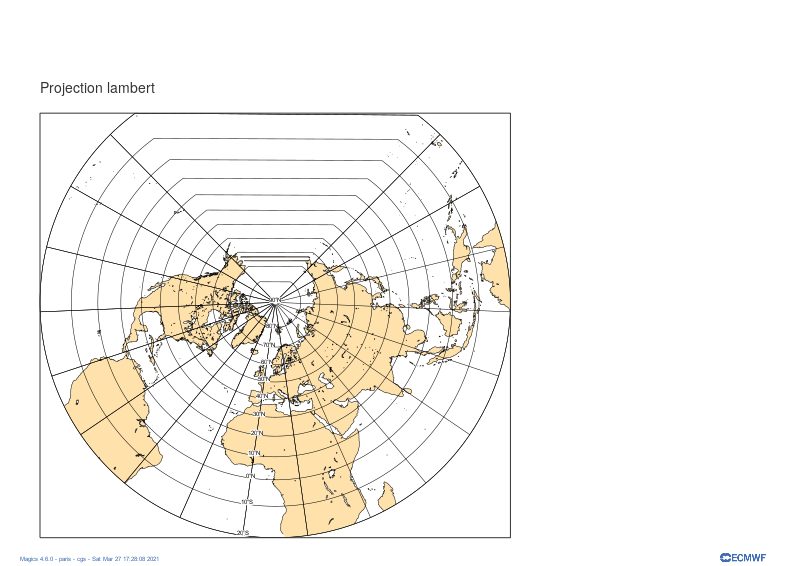 Projection lambert
90°N
80°N
70°N
60°N
50°N
40°N
30°N
20°N
10°N
0°N
10°S
20°S
Magics 4.6.0 - paris - cgs - Sat Mar 27 17:28:08 2021
ECMWF